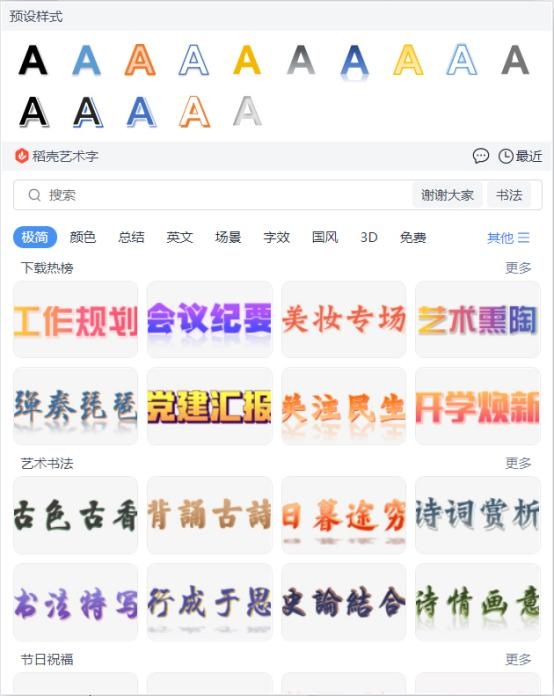 预设样式
A A A A A A A A A A
A A A A A
稻壳艺术字 最近
搜索 谢谢大家 书法
极简 颜色 总结 英文 场景 字效 国风 3D 免费 其他
下载热榜 更多
工作规划 会议纪要 美妆专场 艺术熏陶
弹奏琵琶 党建汇报 关注民生 开学焕新
艺术书法 更多
古色古香 背誦古詩 日暮途穷 诗词赏析
书法特写 行成于思 史論結合 诗情画意
节日祝福 更多